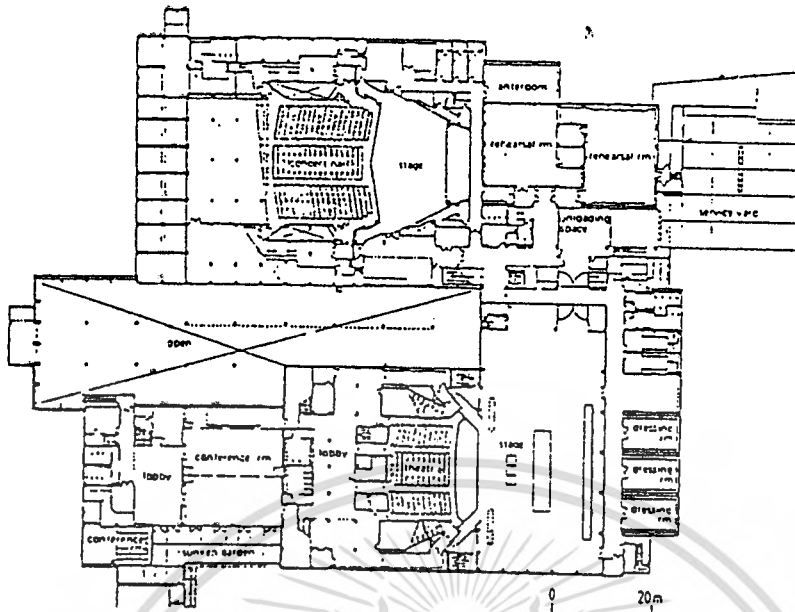 anteroom
rehearsal rm
rehearsal rm
concert hall
stage
unloading
space
service yard
open
stage
lobby
conference rm
lobby
theatre
dressing
rm
dressing
rm
dressing
rm
conference
sunken garden
0
20m